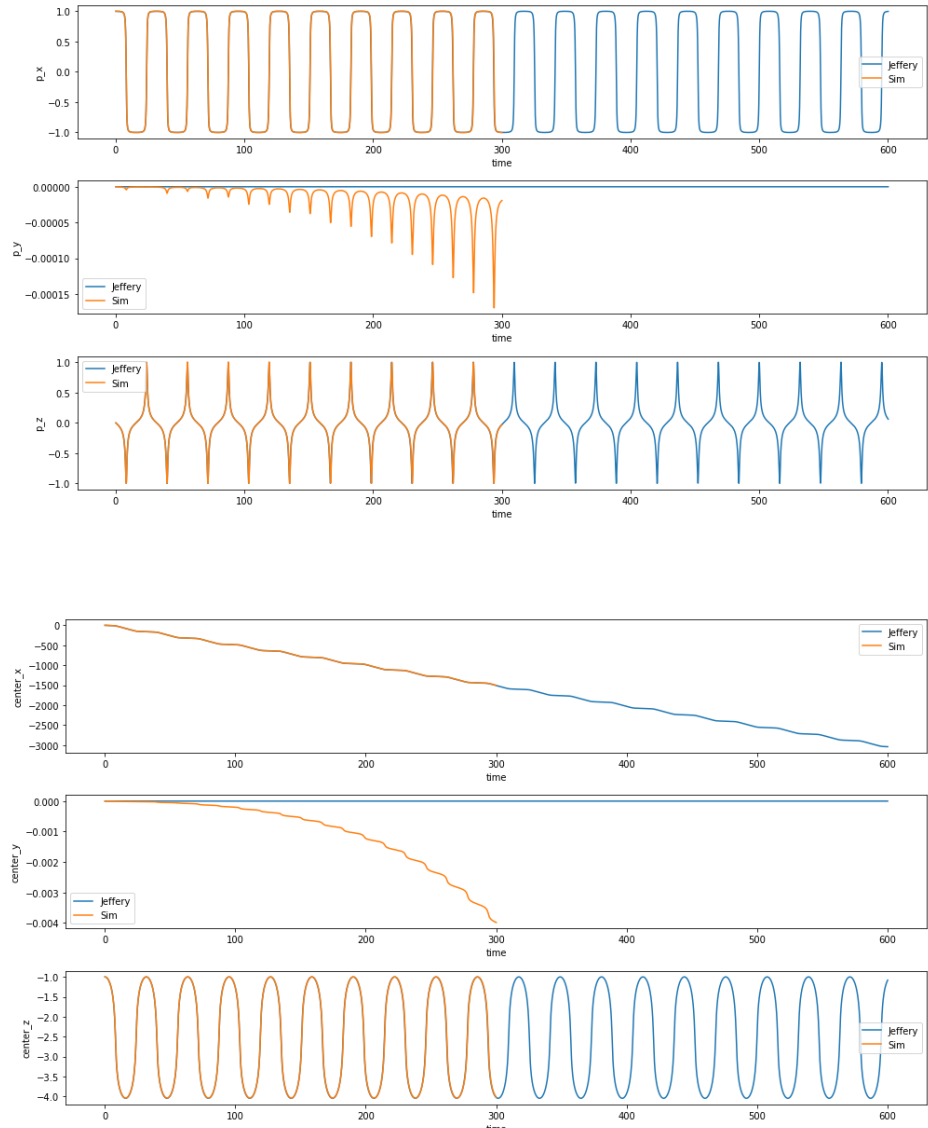 1.0
0.5
0.0
−0.5
−1.0
p_x
Jeffery
Sim
0 100 200 300 400 500 600
time
0.00000
−0.00005
−0.00010
−0.00015
p_y
Jeffery
Sim
0 100 200 300 400 500 600
time
1.0
0.5
0.0
−0.5
−1.0
p_z
Jeffery
Sim
0 100 200 300 400 500 600
time
0
−500
−1000
−1500
−2000
−2500
−3000
center_x
Jeffery
Sim
0 100 200 300 400 500 600
time
0.000
−0.001
−0.002
−0.003
−0.004
center_y
Jeffery
Sim
0 100 200 300 400 500 600
time
−1.0
−1.5
−2.0
−2.5
−3.0
−3.5
−4.0
center_z
Jeffery
Sim
0 100 200 300 400 500 600
time